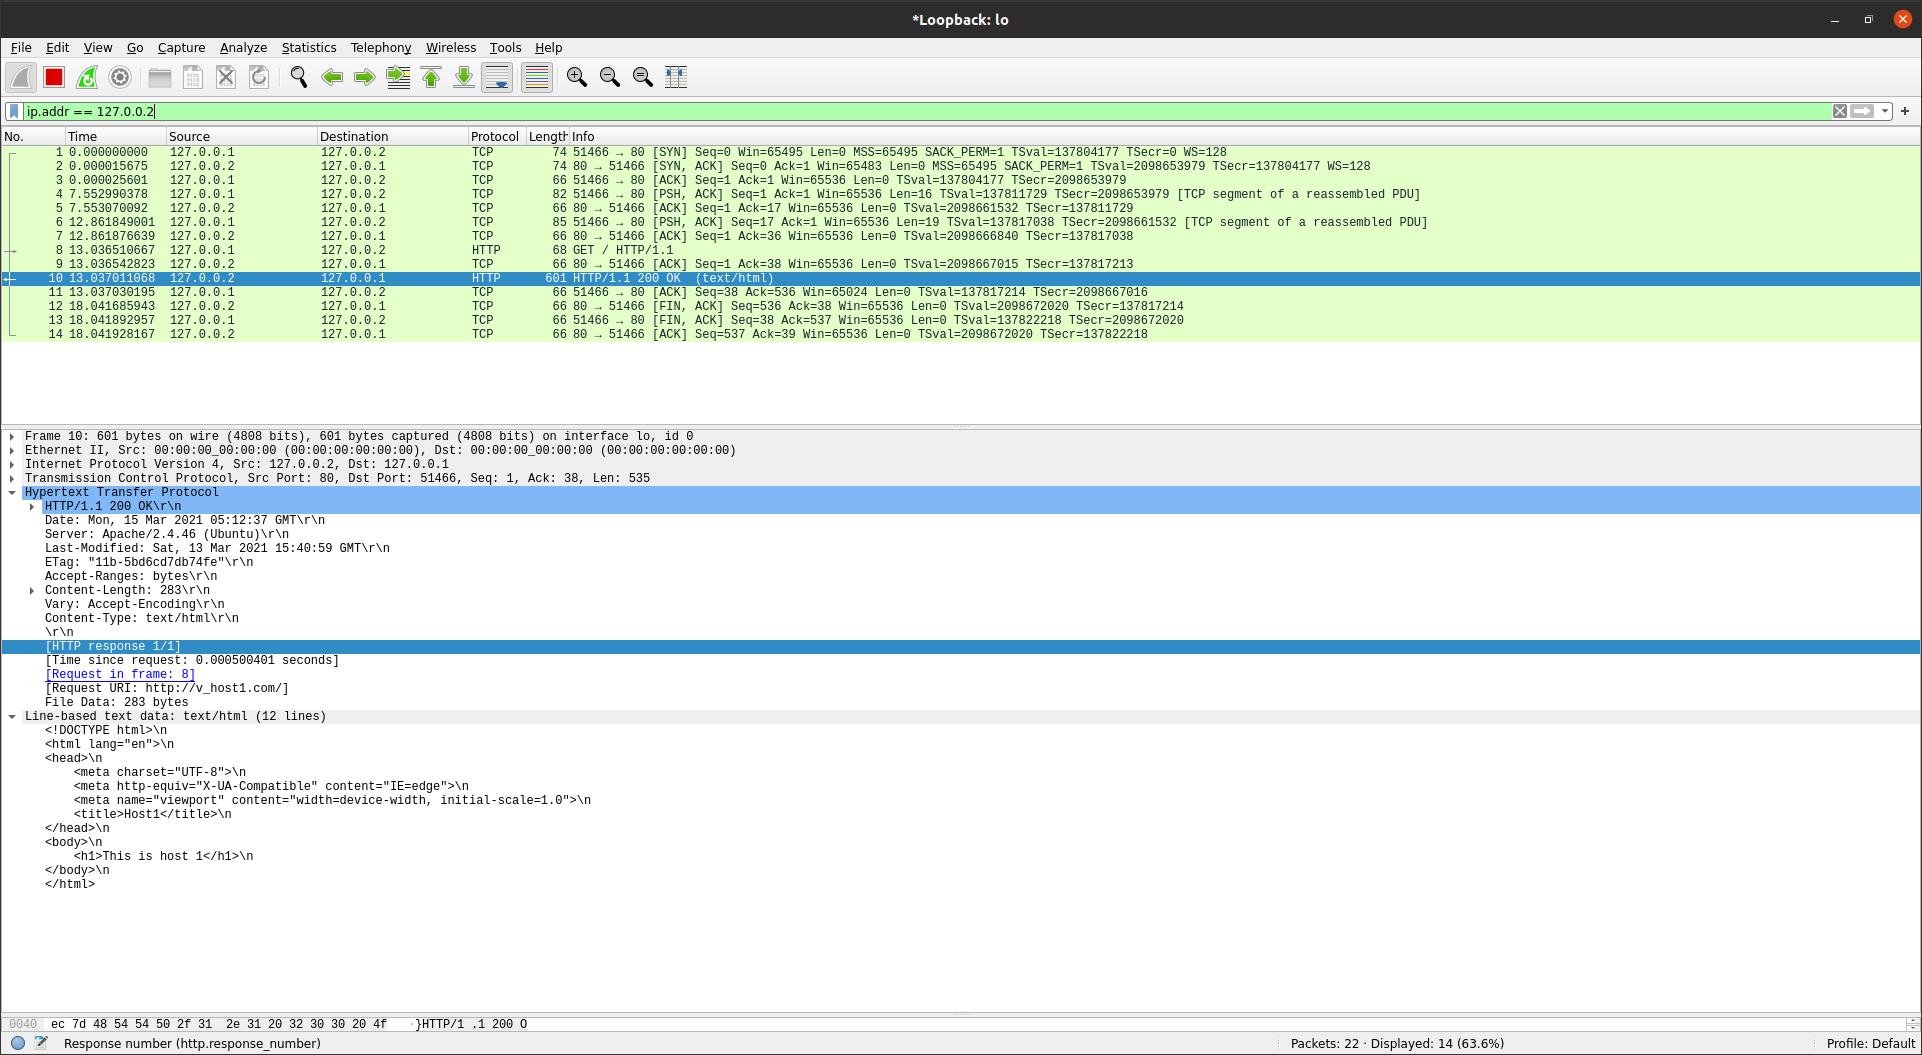 *Loopback: lo
File Edit View Go Capture Analyze Statistics Telephony Wireless Tools Help
ip.addr == 127.0.0.2
No. Time Source Destination Protocol Length Info
1 0.000000000 127.0.0.1 127.0.0.2 TCP 74 51466 → 80 [SYN] Seq=0 Win=65495 Len=0 MSS=65495 SACK_PERM=1 TSval=137804177 TSecr=0 WS=128
2 0.000015675 127.0.0.2 127.0.0.1 TCP 74 80 → 51466 [SYN, ACK] Seq=0 Ack=1 Win=65483 Len=0 MSS=65495 SACK_PERM=1 TSval=2098653979 TSecr=137804177 WS=128
3 0.000025601 127.0.0.1 127.0.0.2 TCP 66 51466 → 80 [ACK] Seq=1 Ack=1 Win=65536 Len=0 TSval=137804177 TSecr=2098653979
4 7.552990378 127.0.0.1 127.0.0.2 TCP 82 51466 → 80 [PSH, ACK] Seq=1 Ack=1 Win=65536 Len=16 TSval=137811729 TSecr=2098653979 [TCP segment of a reassembled PDU]
5 7.553070092 127.0.0.2 127.0.0.1 TCP 66 80 → 51466 [ACK] Seq=1 Ack=17 Win=65536 Len=0 TSval=2098661532 TSecr=137811729
6 12.861849001 127.0.0.1 127.0.0.2 TCP 85 51466 → 80 [PSH, ACK] Seq=17 Ack=1 Win=65536 Len=19 TSval=137817038 TSecr=2098661532 [TCP segment of a reassembled PDU]
7 12.861876639 127.0.0.2 127.0.0.1 TCP 66 80 → 51466 [ACK] Seq=1 Ack=36 Win=65536 Len=0 TSval=2098666840 TSecr=137817038
8 13.036510667 127.0.0.1 127.0.0.2 HTTP 68 GET / HTTP/1.1
9 13.036542823 127.0.0.2 127.0.0.1 TCP 66 80 → 51466 [ACK] Seq=1 Ack=38 Win=65536 Len=0 TSval=2098667015 TSecr=137817213
10 13.037011068 127.0.0.2 127.0.0.1 HTTP 601 HTTP/1.1 200 OK  (text/html)
11 13.037030195 127.0.0.1 127.0.0.2 TCP 66 51466 → 80 [ACK] Seq=38 Ack=536 Win=65024 Len=0 TSval=137817214 TSecr=2098667016
12 18.041685943 127.0.0.2 127.0.0.1 TCP 66 80 → 51466 [FIN, ACK] Seq=536 Ack=38 Win=65536 Len=0 TSval=2098672020 TSecr=137817214
13 18.041892957 127.0.0.1 127.0.0.2 TCP 66 51466 → 80 [FIN, ACK] Seq=38 Ack=537 Win=65536 Len=0 TSval=137822218 TSecr=2098672020
14 18.041928167 127.0.0.2 127.0.0.1 TCP 66 80 → 51466 [ACK] Seq=537 Ack=39 Win=65536 Len=0 TSval=2098672020 TSecr=137822218
Frame 10: 601 bytes on wire (4808 bits), 601 bytes captured (4808 bits) on interface lo, id 0
Ethernet II, Src: 00:00:00_00:00:00 (00:00:00:00:00:00), Dst: 00:00:00_00:00:00 (00:00:00:00:00:00)
Internet Protocol Version 4, Src: 127.0.0.2, Dst: 127.0.0.1
Transmission Control Protocol, Src Port: 80, Dst Port: 51466, Seq: 1, Ack: 38, Len: 535
Hypertext Transfer Protocol
HTTP/1.1 200 OK\r\n
Date: Mon, 15 Mar 2021 05:12:37 GMT\r\n
Server: Apache/2.4.46 (Ubuntu)\r\n
Last-Modified: Sat, 13 Mar 2021 15:40:59 GMT\r\n
ETag: "11b-5bd6cd7db74fe"\r\n
Accept-Ranges: bytes\r\n
Content-Length: 283\r\n
Vary: Accept-Encoding\r\n
Content-Type: text/html\r\n
\r\n
[HTTP response 1/1]
[Time since request: 0.000500401 seconds]
[Request in frame: 8]
[Request URI: http://v_host1.com/]
File Data: 283 bytes
Line-based text data: text/html (12 lines)
<!DOCTYPE html>\n
<html lang="en">\n
<head>\n
<meta charset="UTF-8">\n
<meta http-equiv="X-UA-Compatible" content="IE=edge">\n
<meta name="viewport" content="width=device-width, initial-scale=1.0">\n
<title>Host1</title>\n
</head>\n
<body>\n
<h1>This is host 1</h1>\n
</body>\n
</html>
0040 ec 7d 48 54 54 50 2f 31 2e 31 20 32 30 30 20 4f ·}HTTP/1 .1 200 O
Response number (http.response_number) Packets: 22 · Displayed: 14 (63.6%) Profile: Default